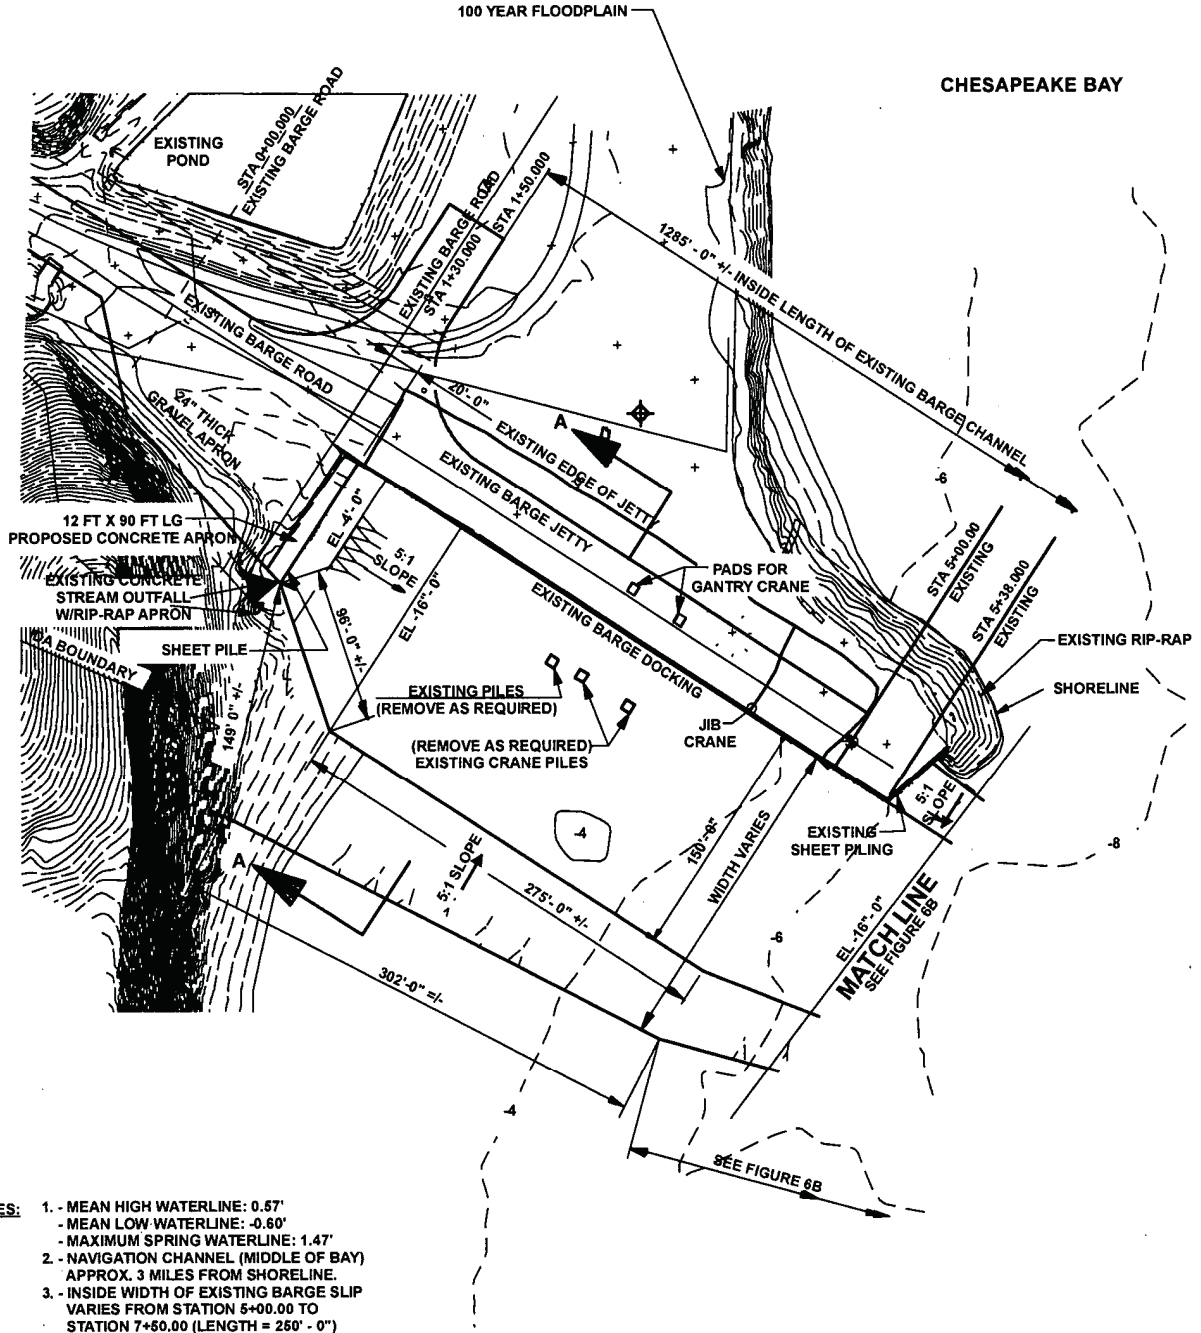 100 YEAR FLOODPLAIN
CHESAPEAKE BAY
EXISTING
POND
STA 0+00.000
EXISTING BARGE ROAD
EXISTING BARGE ROAD
STA 1+30.000
STA 1+50.000
1285' - 0" +/- INSIDE LENGTH OF EXISTING BARGE CHANNEL
EXISTING BARGE ROAD
24" THICK
GRAVEL APRON
20' - 0"
A
EXISTING EDGE OF JETTY
EXISTING BARGE JETTY
-6
12 FT X 90 FT LG
PROPOSED CONCRETE APRON
EL -4'- 0"
5:1
SLOPE
EL -16"- 0"
PADS FOR
GANTRY CRANE
STA 5+00.00
EXISTING
STA 5+38.000
EXISTING
EXISTING CONCRETE
STREAM OUTFALL
W/RIP-RAP APRON
EXISTING BARGE DOCKING
EXISTING RIP-RAP
SHEET PILE
96'- 0" +/-
DA BOUNDARY
SHORELINE
EXISTING PILES
(REMOVE AS REQUIRED)
149' 0" +/-
JIB
CRANE
(REMOVE AS REQUIRED)
EXISTING CRANE PILES
5:1
SLOPE
-4
150'- 0"
WIDTH VARIES
EXISTING
SHEET PILING
-8
A
5:1 SLOPE
275'- 0" +/-
EL -16"- 0"
MATCH LINE
SEE FIGURE 6B
-6
302'-0" =/-
-4
SEE FIGURE 6B
ES:
1. - MEAN HIGH WATERLINE: 0.57'
- MEAN LOW WATERLINE: -0.60'
- MAXIMUM SPRING WATERLINE: 1.47'
2. - NAVIGATION CHANNEL (MIDDLE OF BAY)
APPROX. 3 MILES FROM SHORELINE.
3. - INSIDE WIDTH OF EXISTING BARGE SLIP
VARIES FROM STATION 5+00.00 TO
STATION 7+50.00 (LENGTH = 250' - 0")